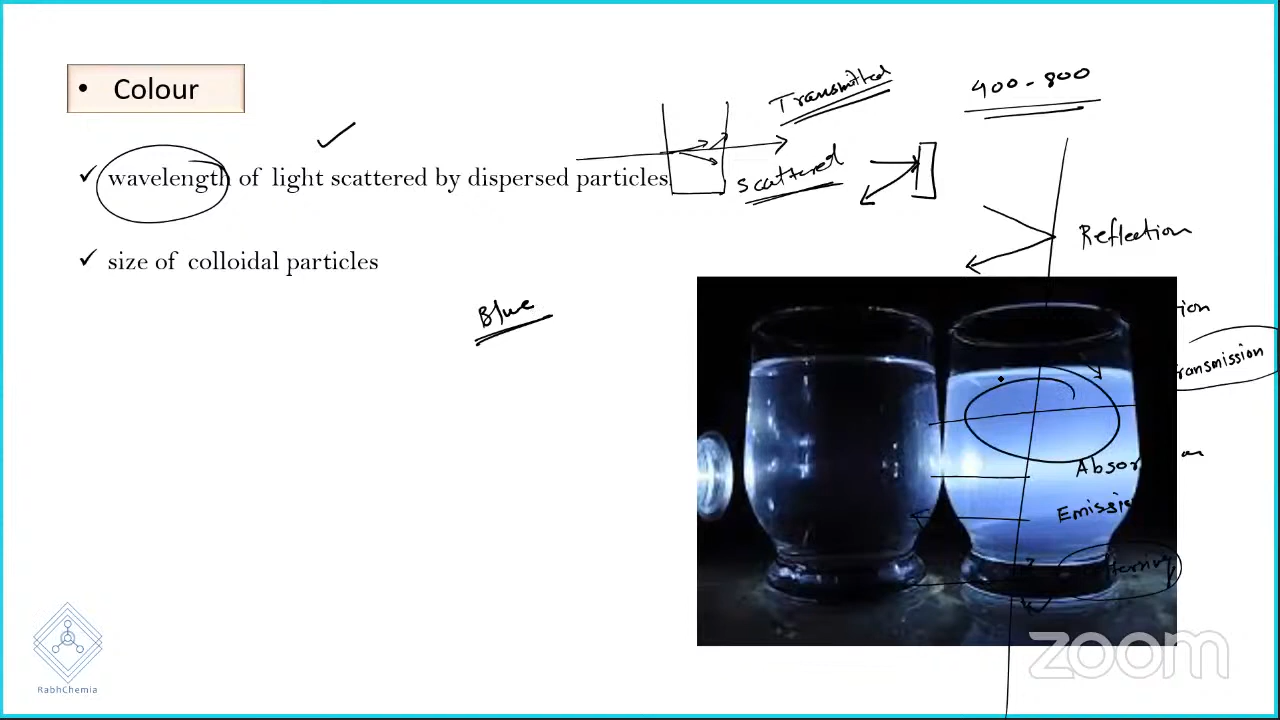 • Colour
✓ wavelength of light scattered by dispersed particles
✓ size of colloidal particles
Transmitted
400 - 800
Scattered
Reflection
Blue
tion
ransmission
Absor
Emissi
zoom
RabhChemia